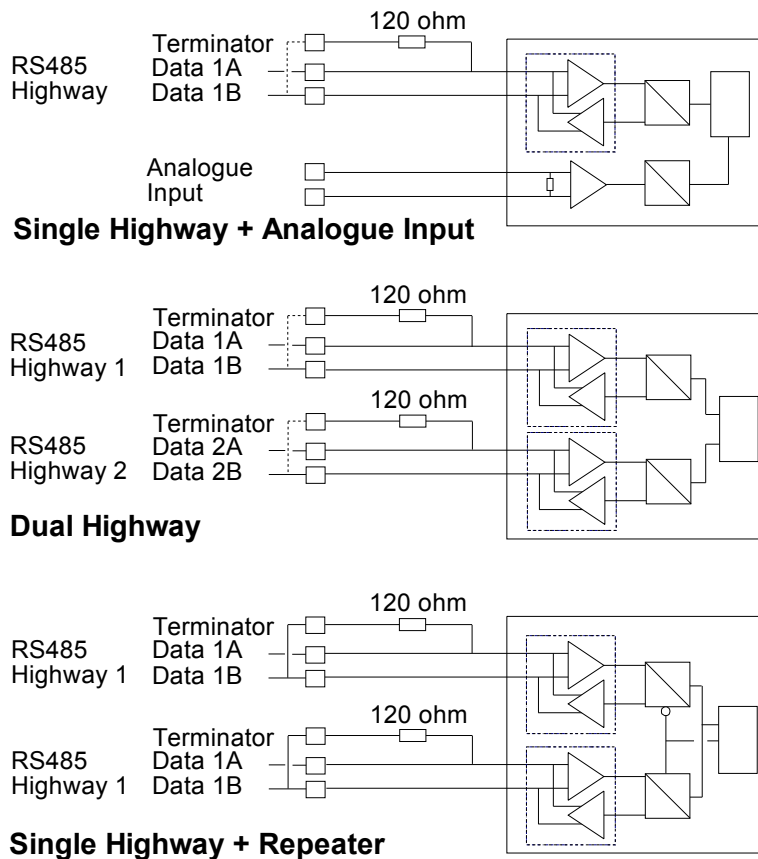 120 ohm
Terminator
RS485 Data 1A
Highway Data 1B
Analogue
Input
Single Highway + Analogue Input
120 ohm
Terminator
RS485 Data 1A
Highway 1 Data 1B
120 ohm
Terminator
RS485 Data 2A
Highway 2 Data 2B
Dual Highway
120 ohm
Terminator
RS485 Data 1A
Highway 1 Data 1B
120 ohm
Terminator
RS485 Data 1A
Highway 1 Data 1B
Single Highway + Repeater